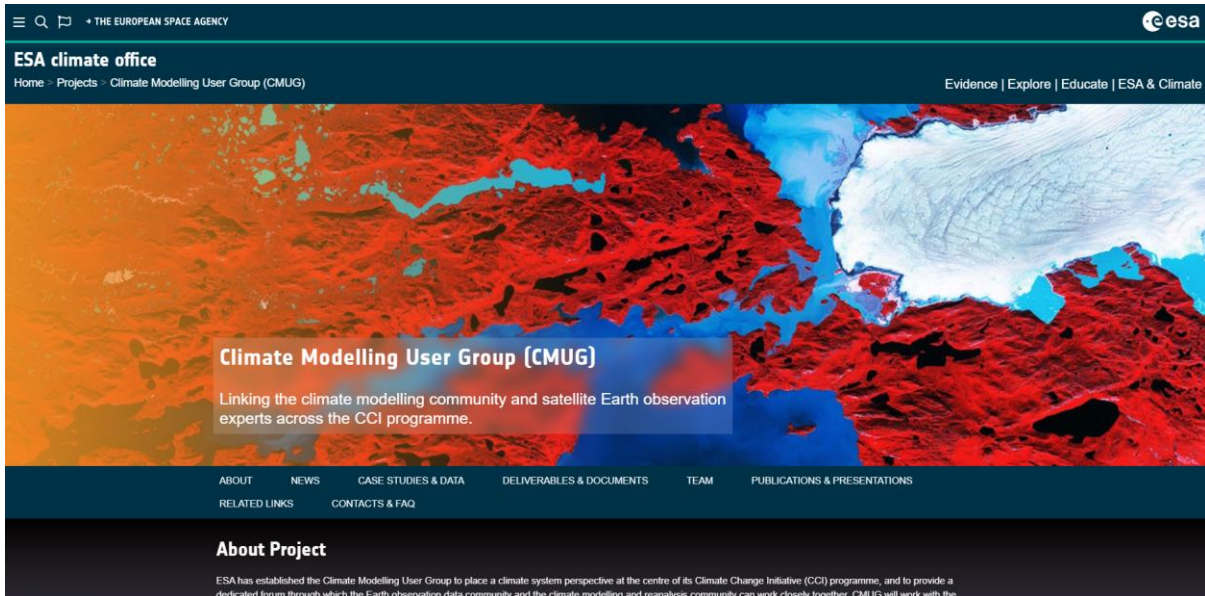 → THE EUROPEAN SPACE AGENCY
esa
ESA climate office
Home > Projects > Climate Modelling User Group (CMUG)
Evidence | Explore | Educate | ESA & Climate
Climate Modelling User Group (CMUG)
Linking the climate modelling community and satellite Earth observation
experts across the CCI programme.
ABOUT NEWS CASE STUDIES & DATA DELIVERABLES & DOCUMENTS TEAM PUBLICATIONS & PRESENTATIONS
RELATED LINKS CONTACTS & FAQ
About Project
ESA has established the Climate Modelling User Group to place a climate system perspective at the centre of its Climate Change Initiative (CCI) programme, and to provide a
dedicated forum through which the Earth observation data community and the climate modelling and reanalysis community can work closely together. CMUG will work with the